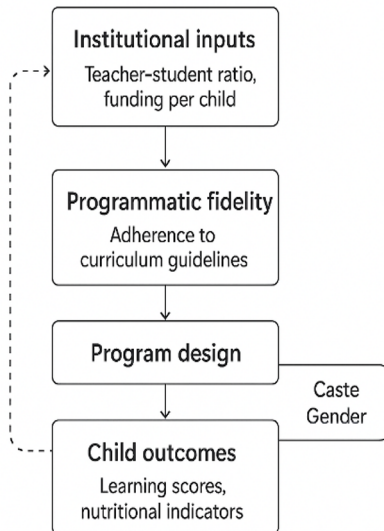 Institutional inputs
Teacher-student ratio,
funding per child
Programmatic fidelity
Adherence to
curriculum guidelines
Program design
Caste
Gender
Child outcomes
Learning scores,
nutritional indicators